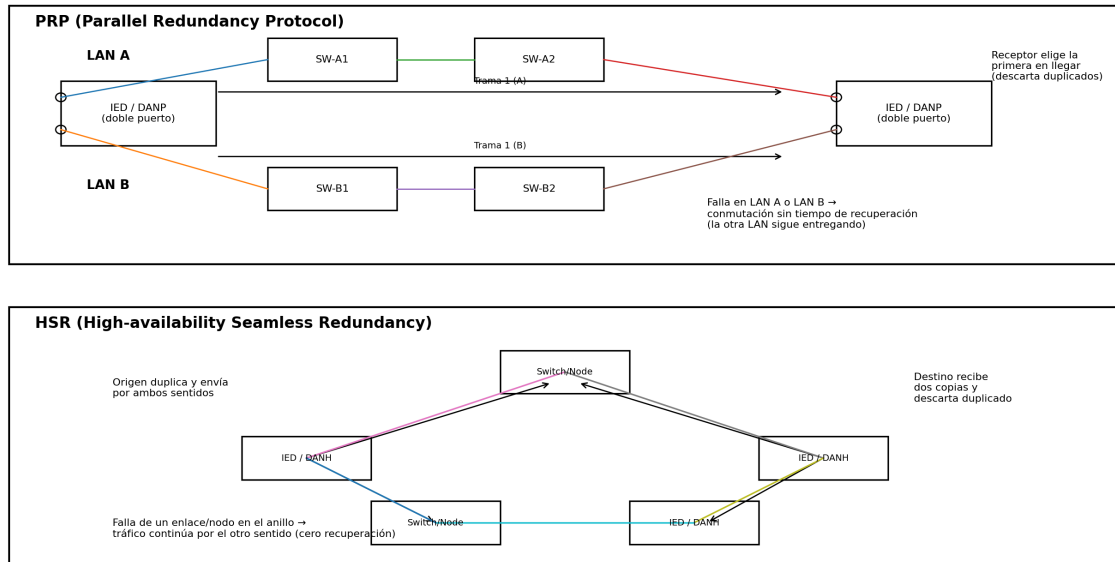 PRP (Parallel Redundancy Protocol)
LAN A
SW-A1
SW-A2
Receptor elige la
primera en llegar
(descarta duplicados)
Trama 1 (A)
IED / DANP
(doble puerto)
IED / DANP
(doble puerto)
Trama 1 (B)
LAN B
SW-B1
SW-B2
Falla en LAN A o LAN B →
conmutación sin tiempo de recuperación
(la otra LAN sigue entregando)
HSR (High-availability Seamless Redundancy)
Switch/Node
Origen duplica y envía
por ambos sentidos
Destino recibe
dos copias y
descarta duplicado
IED / DANH
IED / DANH
Falla de un enlace/nodo en el anillo →
tráfico continúa por el otro sentido (cero recuperación)
Switch/Node
IED / DANH